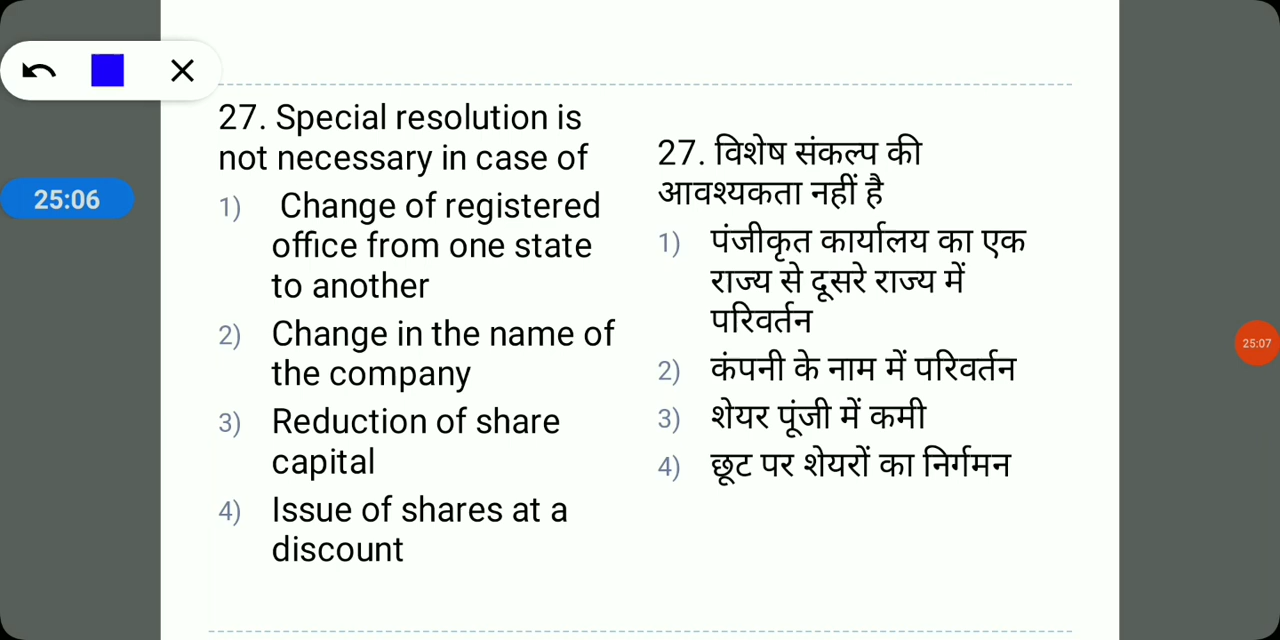 25:06
27. Special resolution is
not necessary in case of
1) Change of registered
office from one state
to another
2) Change in the name of
the company
3) Reduction of share
capital
4) Issue of shares at a
discount
27. विशेष संकल्प की
आवश्यकता नहीं है
1) पंजीकृत कार्यालय का एक
राज्य से दूसरे राज्य में
परिवर्तन
2) कंपनी के नाम में परिवर्तन
3) शेयर पूंजी में कमी
4) छूट पर शेयरों का निर्गमन
25:07